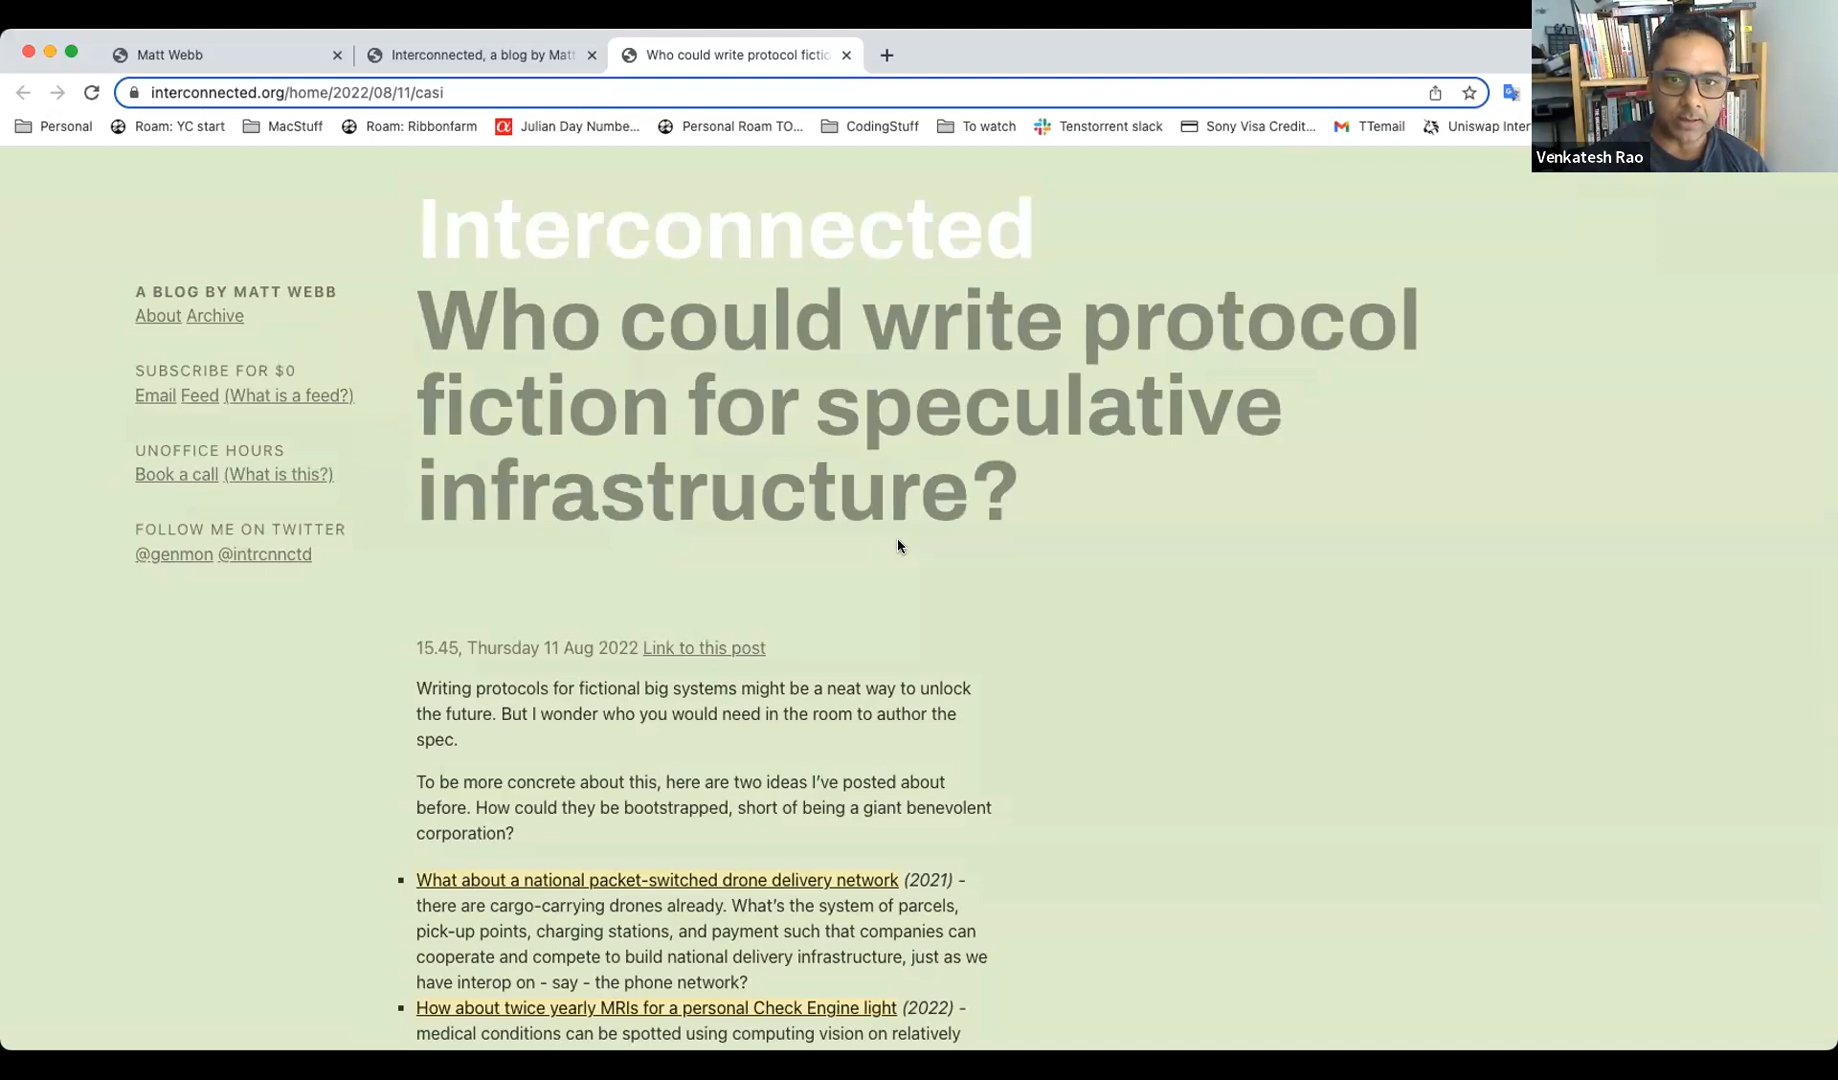 Matt Webb
Interconnected, a blog by Matt
Who could write protocol fictio
interconnected.org/home/2022/08/11/casi
Personal
Roam: YC start
MacStuff
Roam: Ribbonfarm
Julian Day Numbe...
Personal Roam TO...
CodingStuff
To watch
Tenstorrent slack
Sony Visa Credit...
TTemail
Uniswap Inter
Venkatesh Rao
Interconnected
Who could write protocol
fiction for speculative
infrastructure?
A BLOG BY MATT WEBB
About Archive
SUBSCRIBE FOR $0
Email Feed (What is a feed?)
UNOFFICE HOURS
Book a call (What is this?)
FOLLOW ME ON TWITTER
@genmon @intrcnnctd
15.45, Thursday 11 Aug 2022 Link to this post
Writing protocols for fictional big systems might be a neat way to unlock
the future. But I wonder who you would need in the room to author the
spec.
To be more concrete about this, here are two ideas I've posted about
before. How could they be bootstrapped, short of being a giant benevolent
corporation?
What about a national packet-switched drone delivery network (2021) -
there are cargo-carrying drones already. What's the system of parcels,
pick-up points, charging stations, and payment such that companies can
cooperate and compete to build national delivery infrastructure, just as we
have interop on - say - the phone network?
How about twice yearly MRIs for a personal Check Engine light (2022) -
medical conditions can be spotted using computing vision on relatively